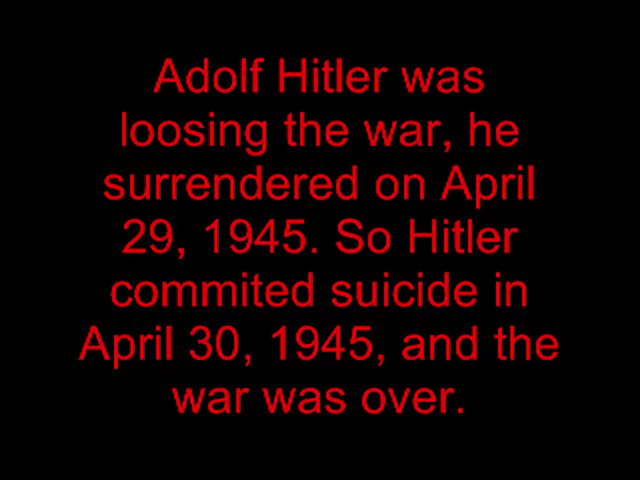 Adolf Hitler was
loosing the war, he
surrendered on April
29, 1945. So Hitler
commited suicide in
April 30, 1945, and the
war was over.